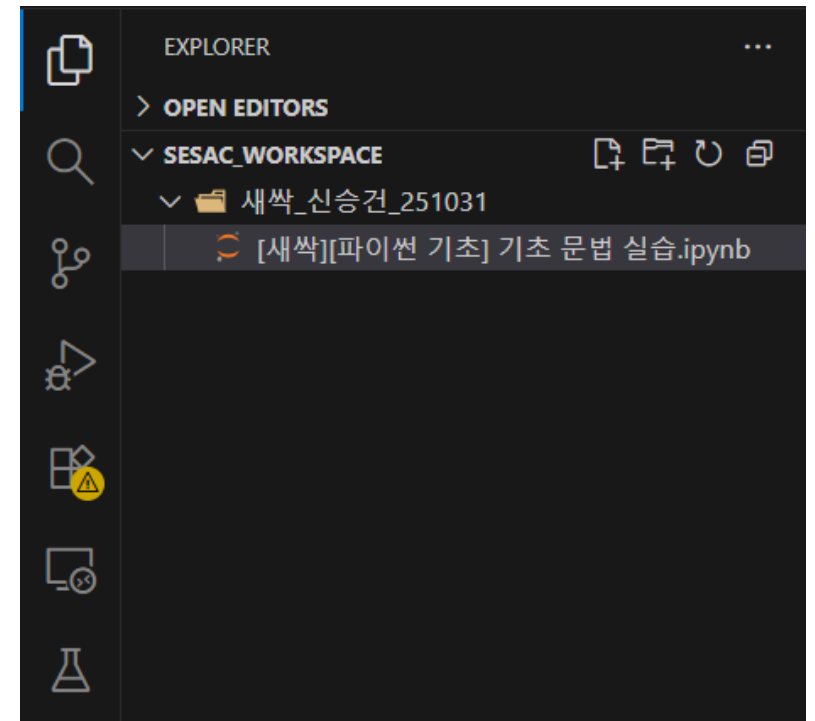 EXPLORER
OPEN EDITORS
SESAC_WORKSPACE
새싹_신승건_251031
[새싹][파이썬 기초] 기초 문법 실습.ipynb